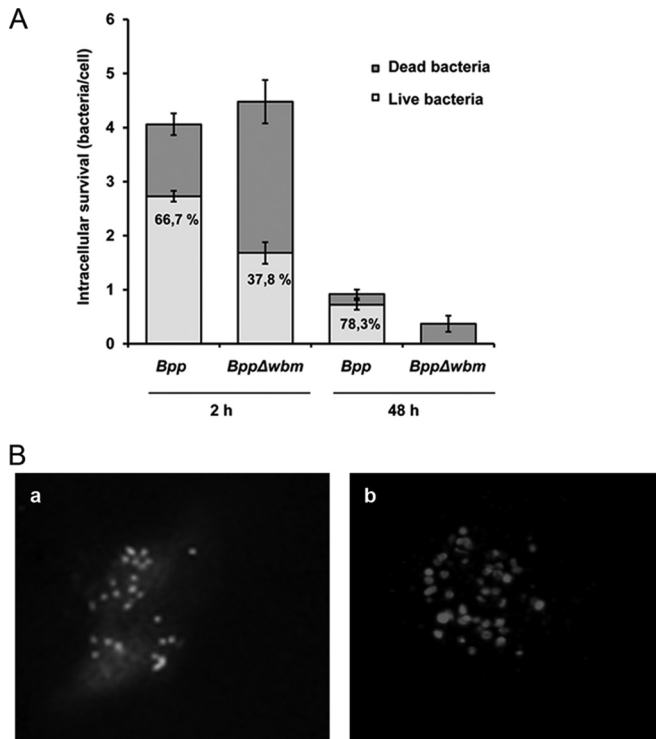 A
6
5
4
3
2
1
0
Intracellular survival (bacteria/cell)
Dead bacteria
Live bacteria
66,7 %
37,8 %
78,3%
Bpp BppΔwbm Bpp BppΔwbm
2 h 48 h
B
a b